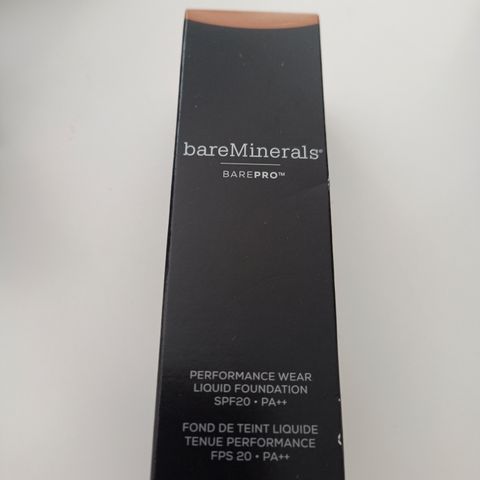 bareMinerals®
BAREPRO™
PERFORMANCE WEAR
LIQUID FOUNDATION
SPF20 • PA++
FOND DE TEINT LIQUIDE
TENUE PERFORMANCE
FPS 20 • PA++